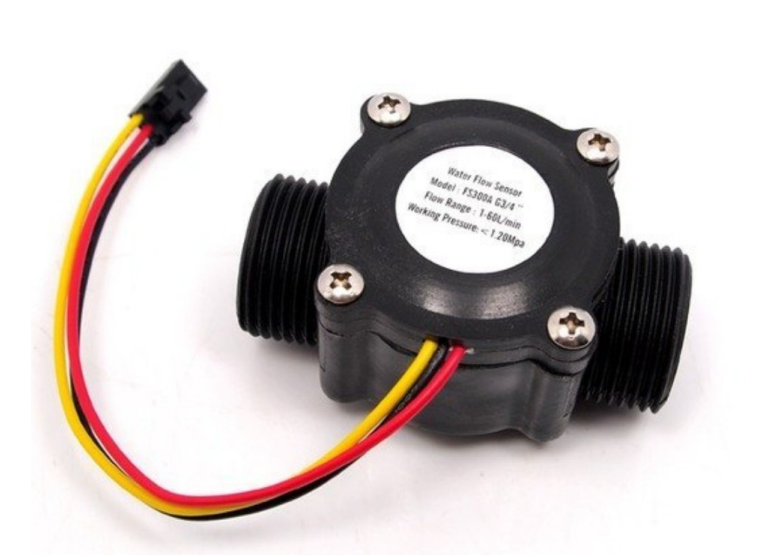 Water Flow Sensor
Model : FS300A G3/4 "
Flow Range : 1-60L/min
Working Pressure: < 1.20Mpa